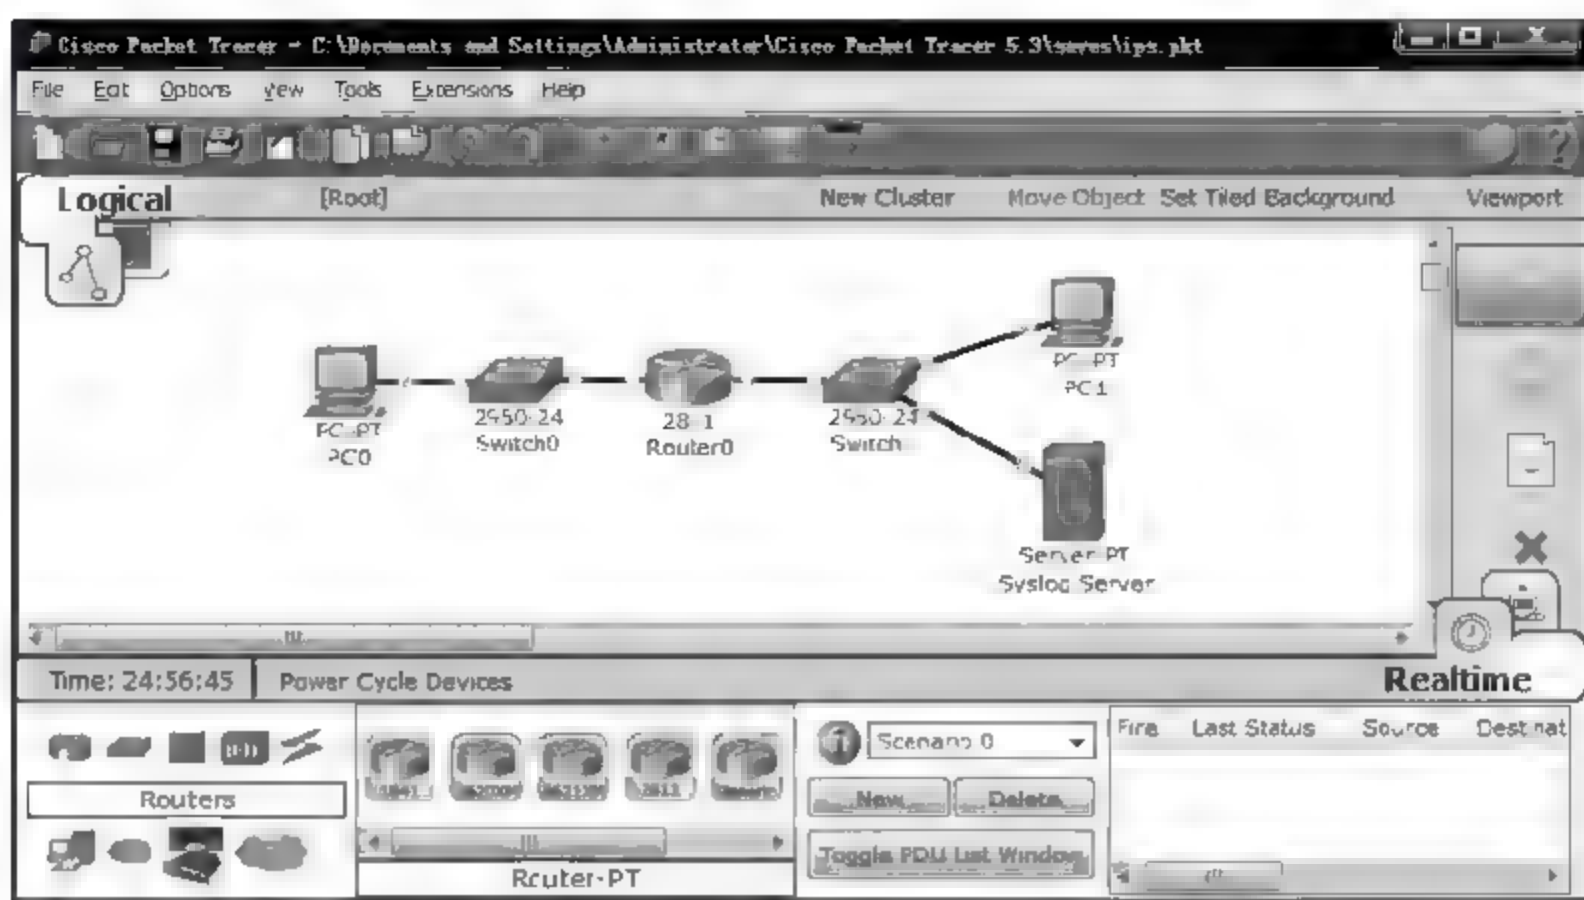 Cisco Packet Tracer - C:\Documents and Settings\Administrator\Cisco Packet Tracer 5.3\saves\ips.pkt
File Edit Options View Tools Extensions Help
Logical [Root] New Cluster Move Object Set Tiled Background Viewport
PC-PT
PC1
PC-PT
PC0
2950-24
Switch0
Router0
2950-24
Switch
Server-PT
Syslog Server
Time: 24:56:45 Power Cycle Devices Realtime
Fire Last Status Source Destinat
Scenario 0
Routers
New Delete
Toggle PDU List Window
Router-PT